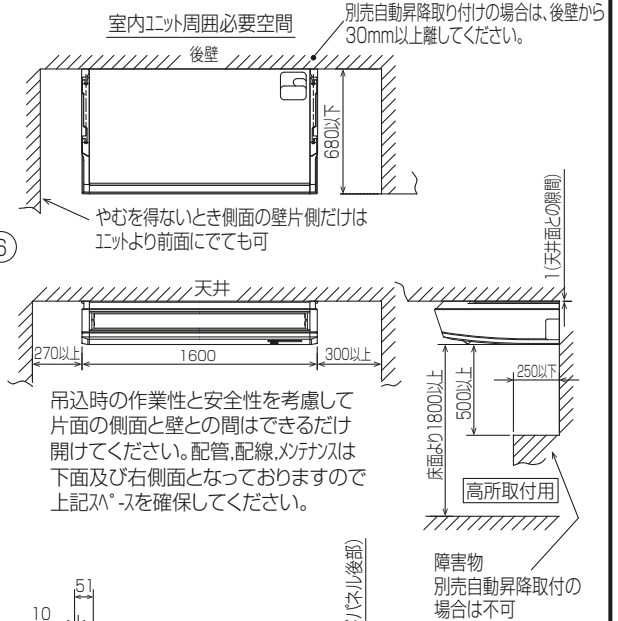 室内ユニット周囲必要空間
別売自動昇降取り付けの場合は、後壁から
30mm以上離してください。
後壁
680以下
やむを得ないとき側面の壁片側だけは
ユニットより前面にでても可
1(天井面との隙間)
天井
270以上
1600
300以上
床面より1800以上
500以上
250以下
吊込時の作業性と安全性を考慮して
片面の側面と壁との間はできるだけ
開けてください。配管,配線,メンテナンスは
下面及び右側面となっておりますので
上記スペ-スを確保してください。
高所取付用
障害物
別売自動昇降取付の
場合は不可
51
10
パネル後部)